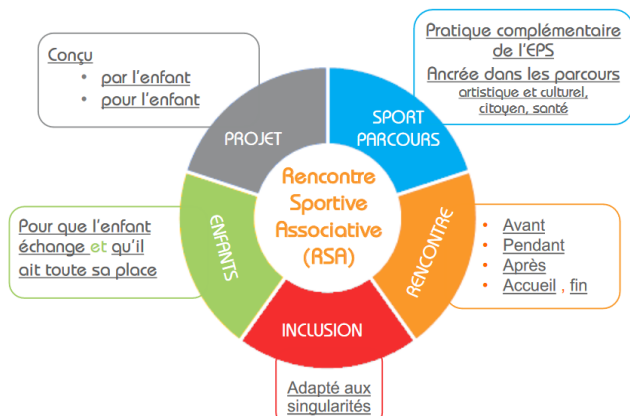 Conçu
• par l'enfant
• pour l'enfant
Pratique complémentaire
de l'EPS
Ancrée dans les parcours
artistique et culturel,
citoyen, santé
PROJET
SPORT
PARCOURS
Rencontre
Sportive
Associative
(RSA)
ENFANTS
RENCONTRE
INCLUSION
Pour que l'enfant
échange et qu'il
ait toute sa place
• Avant
• Pendant
• Après
• Accueil , fin
Adapté aux
singularités